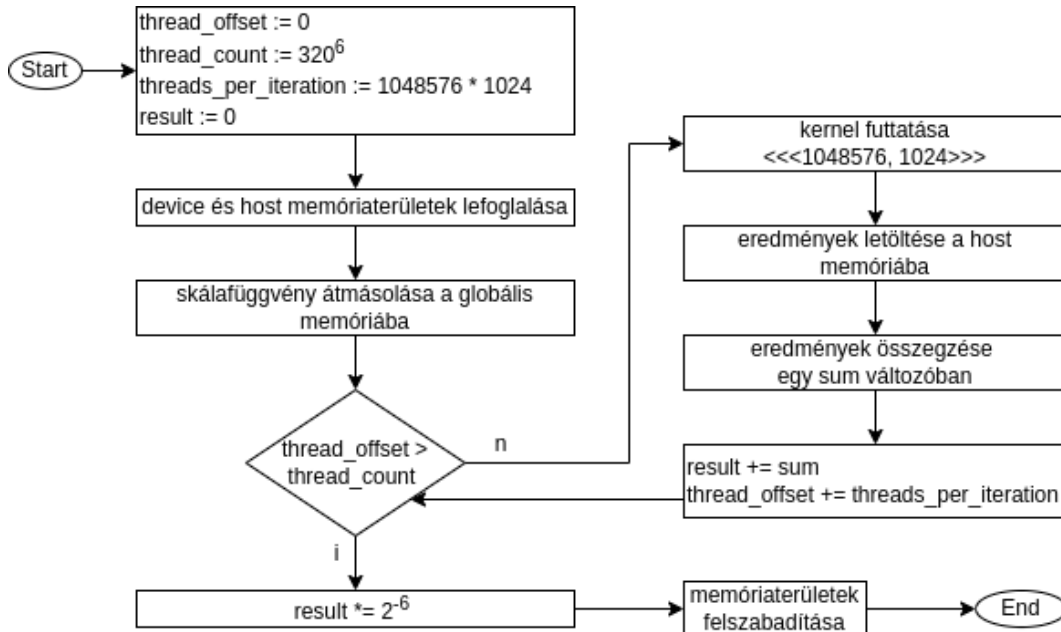 Start
thread_offset := 0
thread_count := 320⁶
threads_per_iteration := 1048576 * 1024
result := 0
device és host memóriaterületek lefoglalása
skálafüggvény átmásolása a globális
memóriába
thread_offset >
thread_count
n
kernel futtatása
<<<1048576, 1024>>>
eredmények letöltése a host
memóriába
eredmények összegzése
egy sum változóban
result += sum
thread_offset += threads_per_iteration
i
result *= 2⁻⁶
memóriaterületek
felszabadítása
End